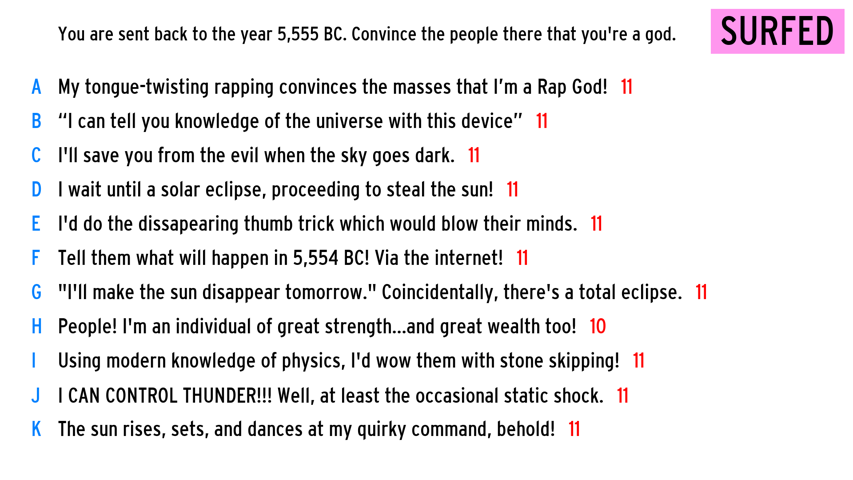 You are sent back to the year 5,555 BC. Convince the people there that you're a god.
SURFED
A My tongue-twisting rapping convinces the masses that I’m a Rap God! 11
B “I can tell you knowledge of the universe with this device” 11
C I'll save you from the evil when the sky goes dark. 11
D I wait until a solar eclipse, proceeding to steal the sun! 11
E I'd do the dissapearing thumb trick which would blow their minds. 11
F Tell them what will happen in 5,554 BC! Via the internet! 11
G "I'll make the sun disappear tomorrow." Coincidentally, there's a total eclipse. 11
H People! I'm an individual of great strength...and great wealth too! 10
I Using modern knowledge of physics, I'd wow them with stone skipping! 11
J I CAN CONTROL THUNDER!!! Well, at least the occasional static shock. 11
K The sun rises, sets, and dances at my quirky command, behold! 11